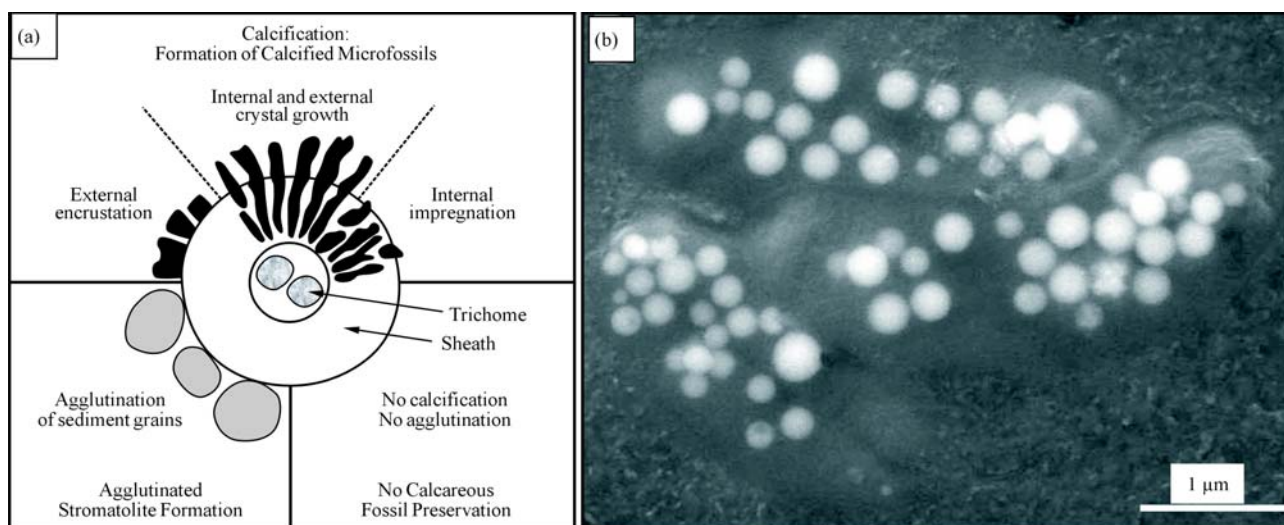 (a)
Calcification:
Formation of Calcified Microfossils
Internal and external
crystal growth
External
encrustation
Internal
impregnation
Trichome
Sheath
Agglutination
of sediment grains
No calcification
No agglutination
Agglutinated
Stromatolite Formation
No Calcareous
Fossil Preservation
(b)
1 μm